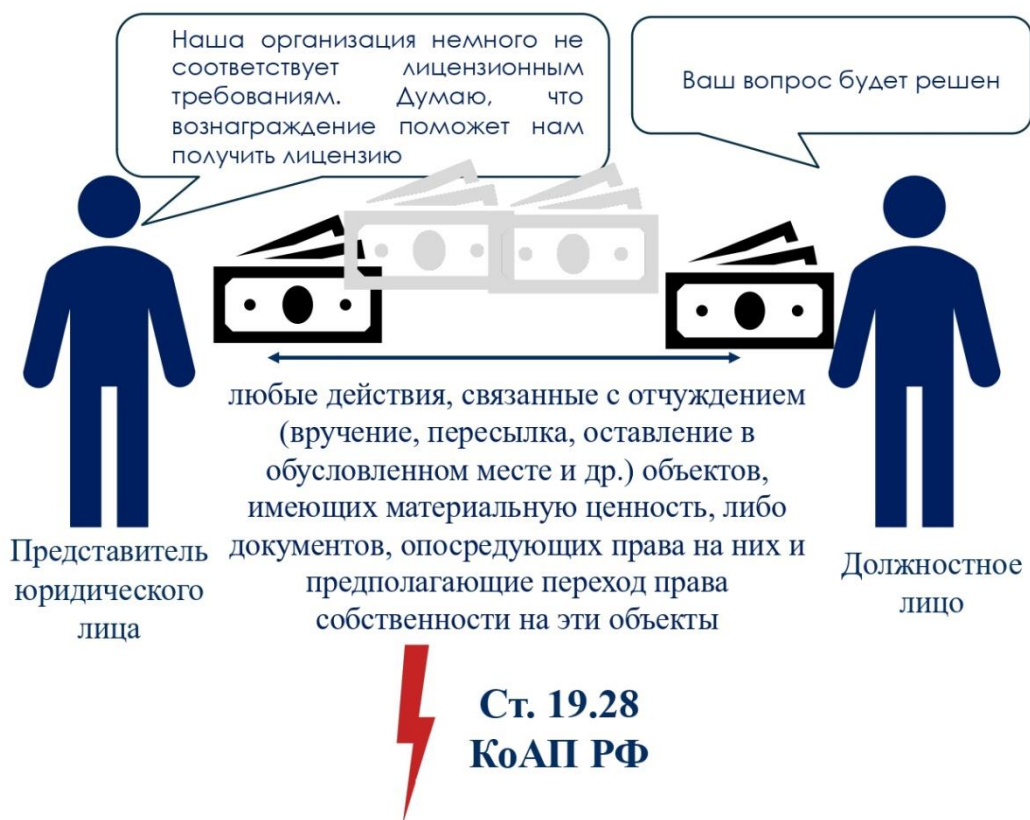 Наша организация немного не
соответствует лицензионным
требованиям. Думаю, что
вознаграждение поможет нам
получить лицензию
Ваш вопрос будет решен
любые действия, связанные с отчуждением
(вручение, пересылка, оставление в
обусловленном месте и др.) объектов,
имеющих материальную ценность, либо
документов, опосредующих права на них и
предполагающие переход права
собственности на эти объекты
Представитель
юридического
лица
Должностное
лицо
Ст. 19.28
КоАП РФ